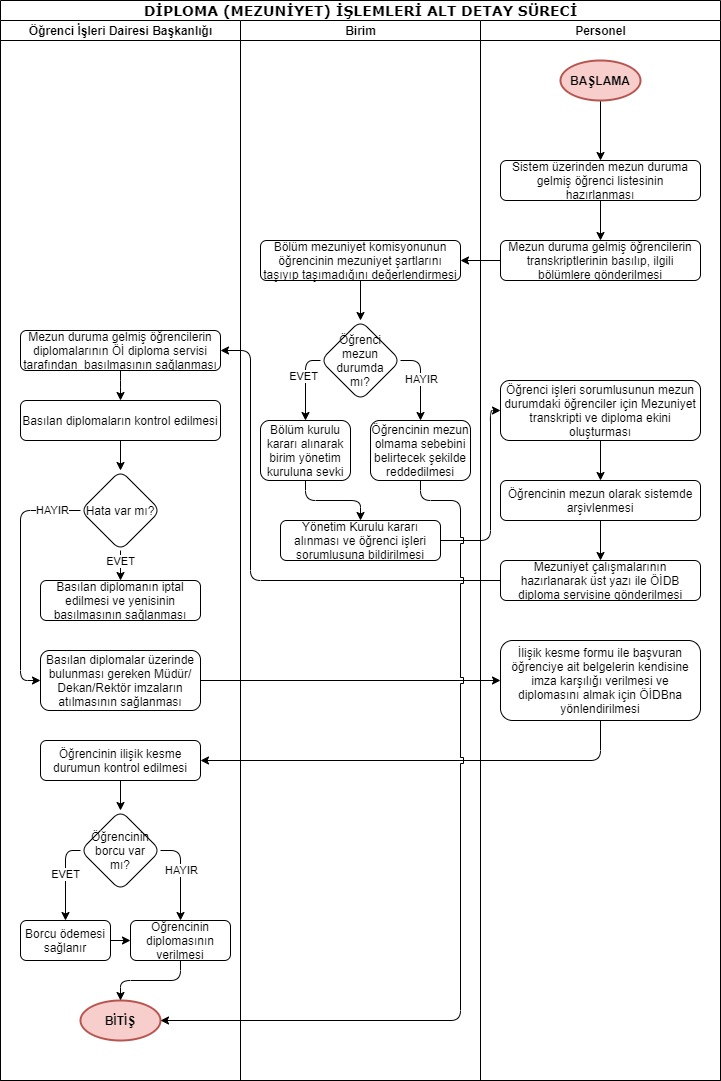 DİPLOMA (MEZUNİYET) İŞLEMLERİ ALT DETAY SÜRECİ
Öğrenci İşleri Dairesi Başkanlığı
Birim
Personel
BAŞLAMA
Sistem üzerinden mezun duruma
gelmiş öğrenci listesinin
hazırlanması
Mezun duruma gelmiş öğrencilerin
transkriptlerinin basılıp, ilgili
bölümlere gönderilmesi
Bölüm mezuniyet komisyonunun
öğrencinin mezuniyet şartlarını
taşıyıp taşımadığını değerlendirmesi
Öğrenci
mezun
durumda
mı?
EVET
HAYIR
Bölüm kurulu
kararı alınarak
birim yönetim
kuruluna sevki
Öğrencinin mezun
olmama sebebini
belirtecek şekilde
reddedilmesi
Yönetim Kurulu kararı
alınması ve öğrenci işleri
sorumlusuna bildirilmesi
Öğrenci işleri sorumlusunun mezun
durumdaki öğrenciler için Mezuniyet
transkripti ve diploma ekini
oluşturması
Öğrencinin mezun olarak sistemde
arşivlenmesi
Mezuniyet çalışmalarının
hazırlanarak üst yazı ile ÖİDB
diploma servisine gönderilmesi
Mezun duruma gelmiş öğrencilerin
diplomalarının Öİ diploma servisi
tarafından basılmasının sağlanması
Basılan diplomaların kontrol edilmesi
Hata var mı?
HAYIR
EVET
Basılan diplomanın iptal
edilmesi ve yenisinin
basılmasının sağlanması
Basılan diplomalar üzerinde
bulunması gereken Müdür/
Dekan/Rektör imzaların
atılmasının sağlanması
İlişik kesme formu ile başvuran
öğrenciye ait belgelerin kendisine
imza karşılığı verilmesi ve
diplomasını almak için ÖİDBna
yönlendirilmesi
Öğrencinin ilişik kesme
durumun kontrol edilmesi
Öğrencinin
borcu var
mı?
EVET
HAYIR
Borcu ödemesi
sağlanır
Öğrencinin
diplomasının
verilmesi
BİTİŞ